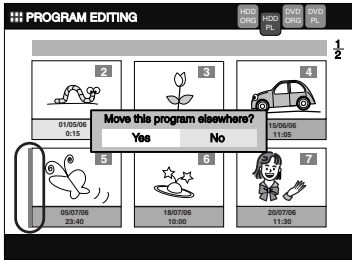 PROGRAM EDITING
HDD ORG
HDD PL
DVD ORG
DVD PL
1
2
2
3
4
Move this program elsewhere?
Yes No
01/05/06
0:15
15/06/06
11:05
5
6
7
05/07/06
23:40
18/07/06
10:00
20/07/06
11:30